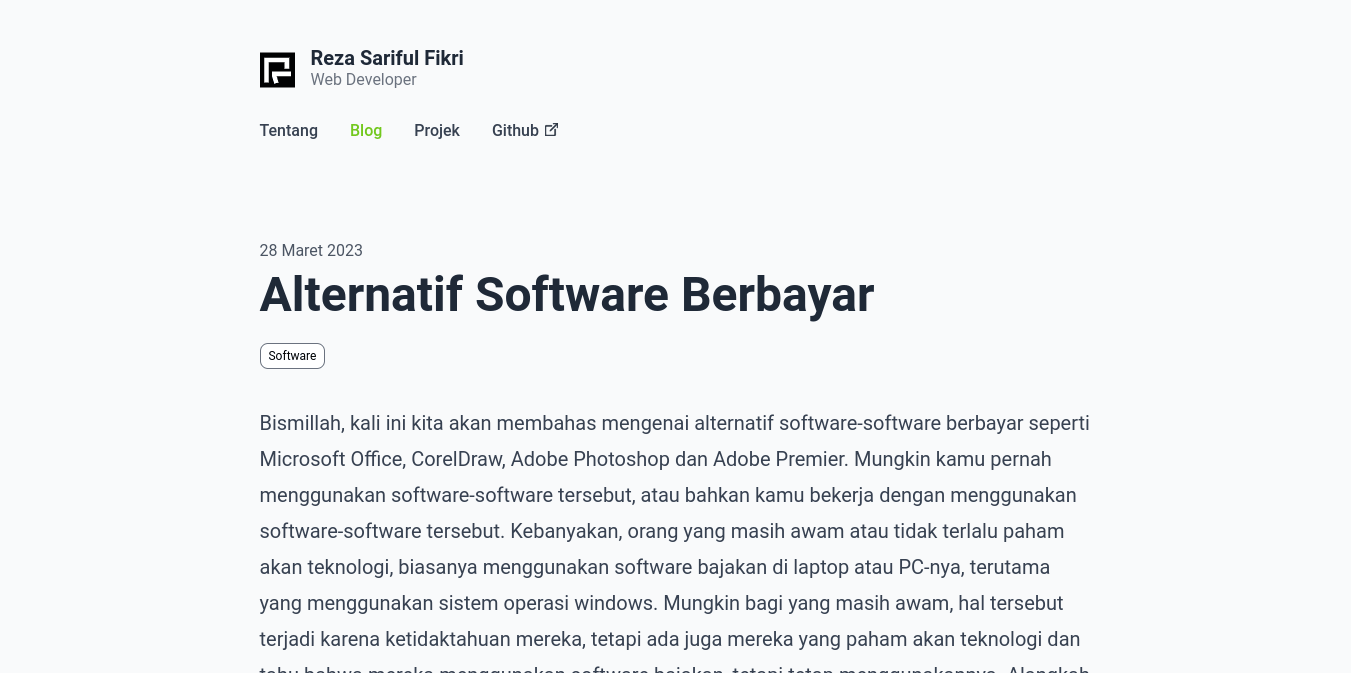 Reza Sariful Fikri
Web Developer
Tentang Blog Projek Github
28 Maret 2023
Alternatif Software Berbayar
Software
Bismillah, kali ini kita akan membahas mengenai alternatif software-software berbayar seperti
Microsoft Office, CorelDraw, Adobe Photoshop dan Adobe Premier. Mungkin kamu pernah
menggunakan software-software tersebut, atau bahkan kamu bekerja dengan menggunakan
software-software tersebut. Kebanyakan, orang yang masih awam atau tidak terlalu paham
akan teknologi, biasanya menggunakan software bajakan di laptop atau PC-nya, terutama
yang menggunakan sistem operasi windows. Mungkin bagi yang masih awam, hal tersebut
terjadi karena ketidaktahuan mereka, tetapi ada juga mereka yang paham akan teknologi dan